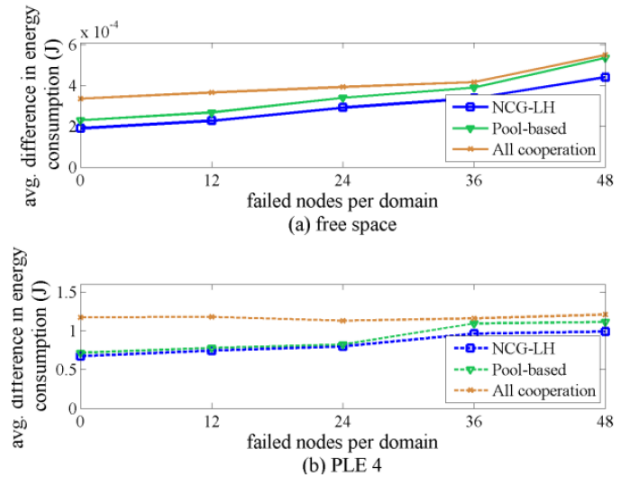 x 10^-4
avg. difference in energy
consumption (J)
6
4
2
0
NCG-LH
Pool-based
All cooperation
0 12 24 36 48
failed nodes per domain
(a) free space
avg. difference in energy
consumption (J)
1.5
1
0.5
0
NCG-LH
Pool-based
All cooperation
0 12 24 36 48
failed nodes per domain
(b) PLE 4